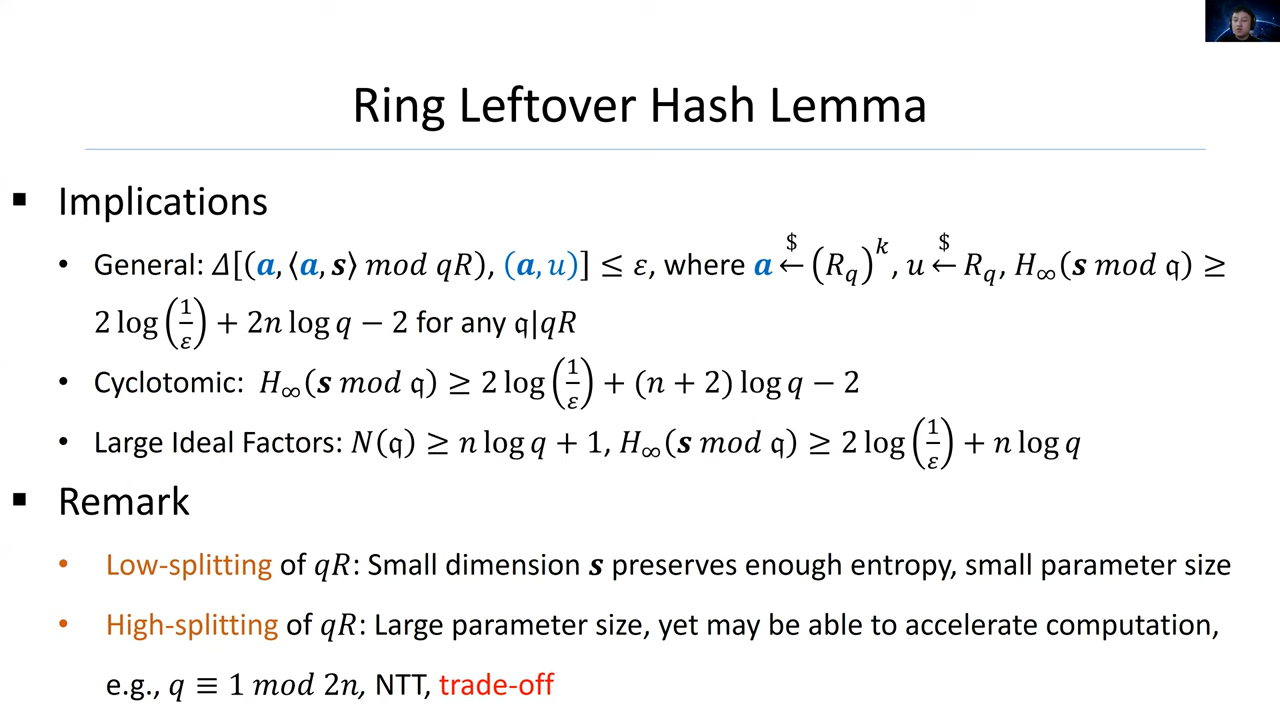 Ring Leftover Hash Lemma
▪ Implications
• General: 𝛥[(𝒂, ⟨𝒂, 𝒔⟩ mod qR), (𝒂, u)] ≤ ε, where 𝒂 $← (R_q)^k, u $← R_q, H_∞(𝒔 mod 𝔮) ≥
2 log(1/ε) + 2n log q − 2 for any 𝔮|qR
• Cyclotomic: H_∞(𝒔 mod 𝔮) ≥ 2 log(1/ε) + (n + 2) log q − 2
• Large Ideal Factors: N(𝔮) ≥ n log q + 1, H_∞(𝒔 mod 𝔮) ≥ 2 log(1/ε) + n log q
▪ Remark
• Low-splitting of qR: Small dimension 𝒔 preserves enough entropy, small parameter size
• High-splitting of qR: Large parameter size, yet may be able to accelerate computation,
e.g., q ≡ 1 mod 2n, NTT, trade-off